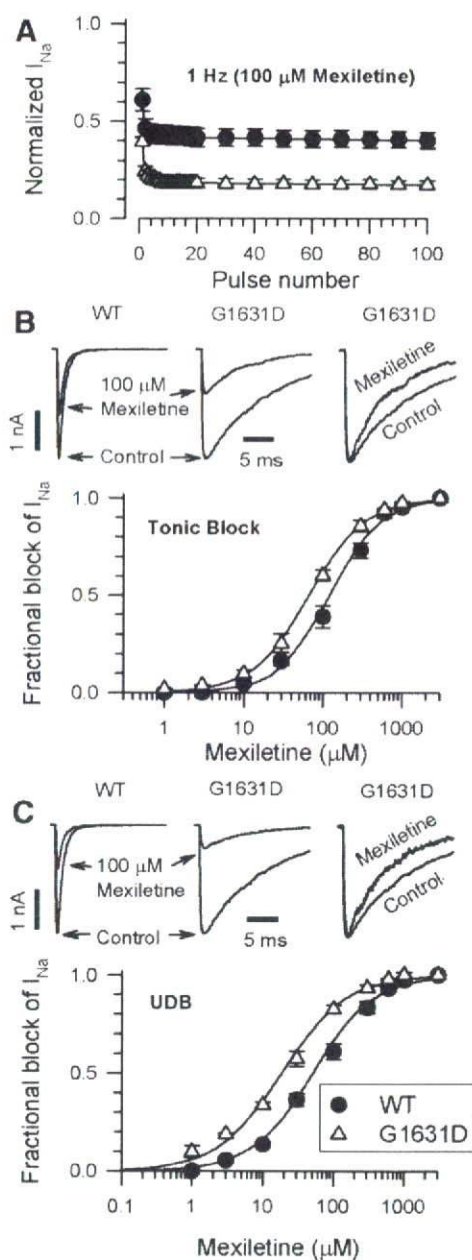 A
1 Hz (100 μM Mexiletine)
Normalized I_Na
1.0
0.5
0.0
0 20 40 60 80 100
Pulse number
B
WT G1631D G1631D
100 μM
Mexiletine
Control
1 nA
5 ms
Mexiletine
Control
Tonic Block
Fractional block of I_Na
1.0
0.5
0.0
1 10 100 1000
Mexiletine (μM)
C
WT G1631D G1631D
100 μM
Mexiletine
Control
1 nA
5 ms
Mexiletine
Control
UDB
Fractional block of I_Na
1.0
0.5
0.0
WT
G1631D
0.1 1 10 100 1000
Mexiletine (μM)